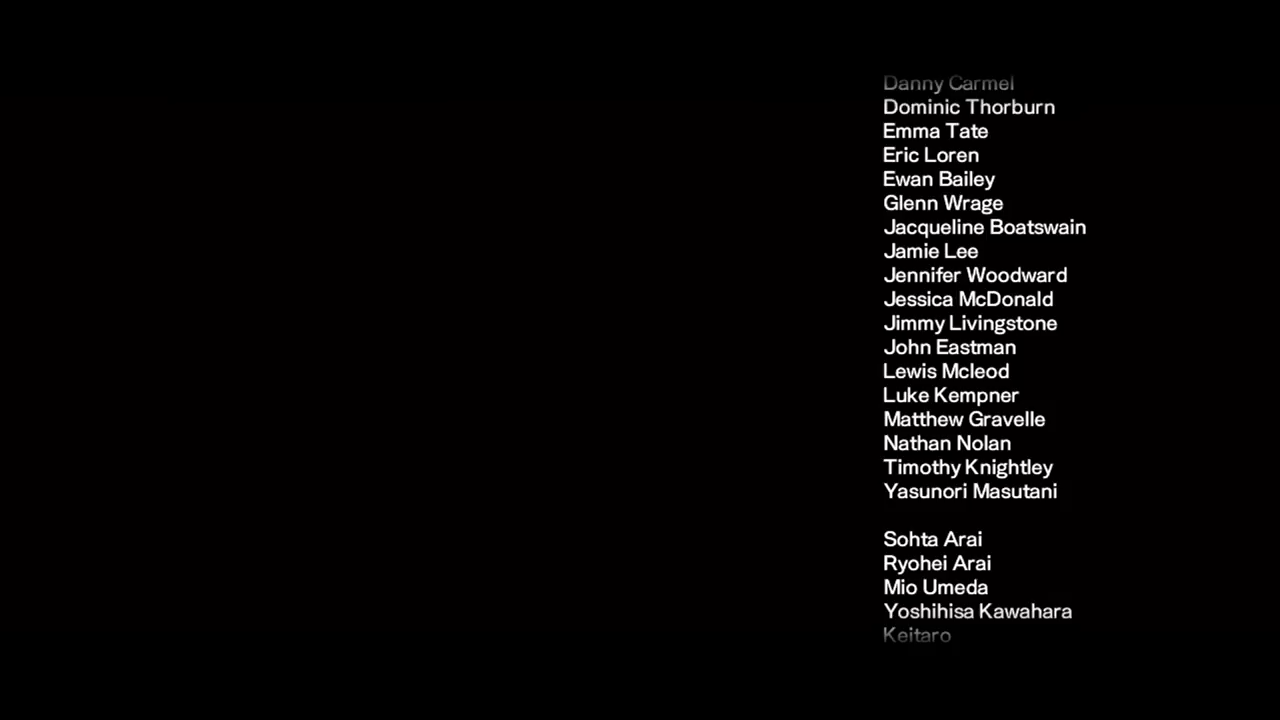 Danny Carmel
Dominic Thorburn
Emma Tate
Eric Loren
Ewan Bailey
Glenn Wrage
Jacqueline Boatswain
Jamie Lee
Jennifer Woodward
Jessica McDonald
Jimmy Livingstone
John Eastman
Lewis Mcleod
Luke Kempner
Matthew Gravelle
Nathan Nolan
Timothy Knightley
Yasunori Masutani
Sohta Arai
Ryohei Arai
Mio Umeda
Yoshihisa Kawahara
Keitaro